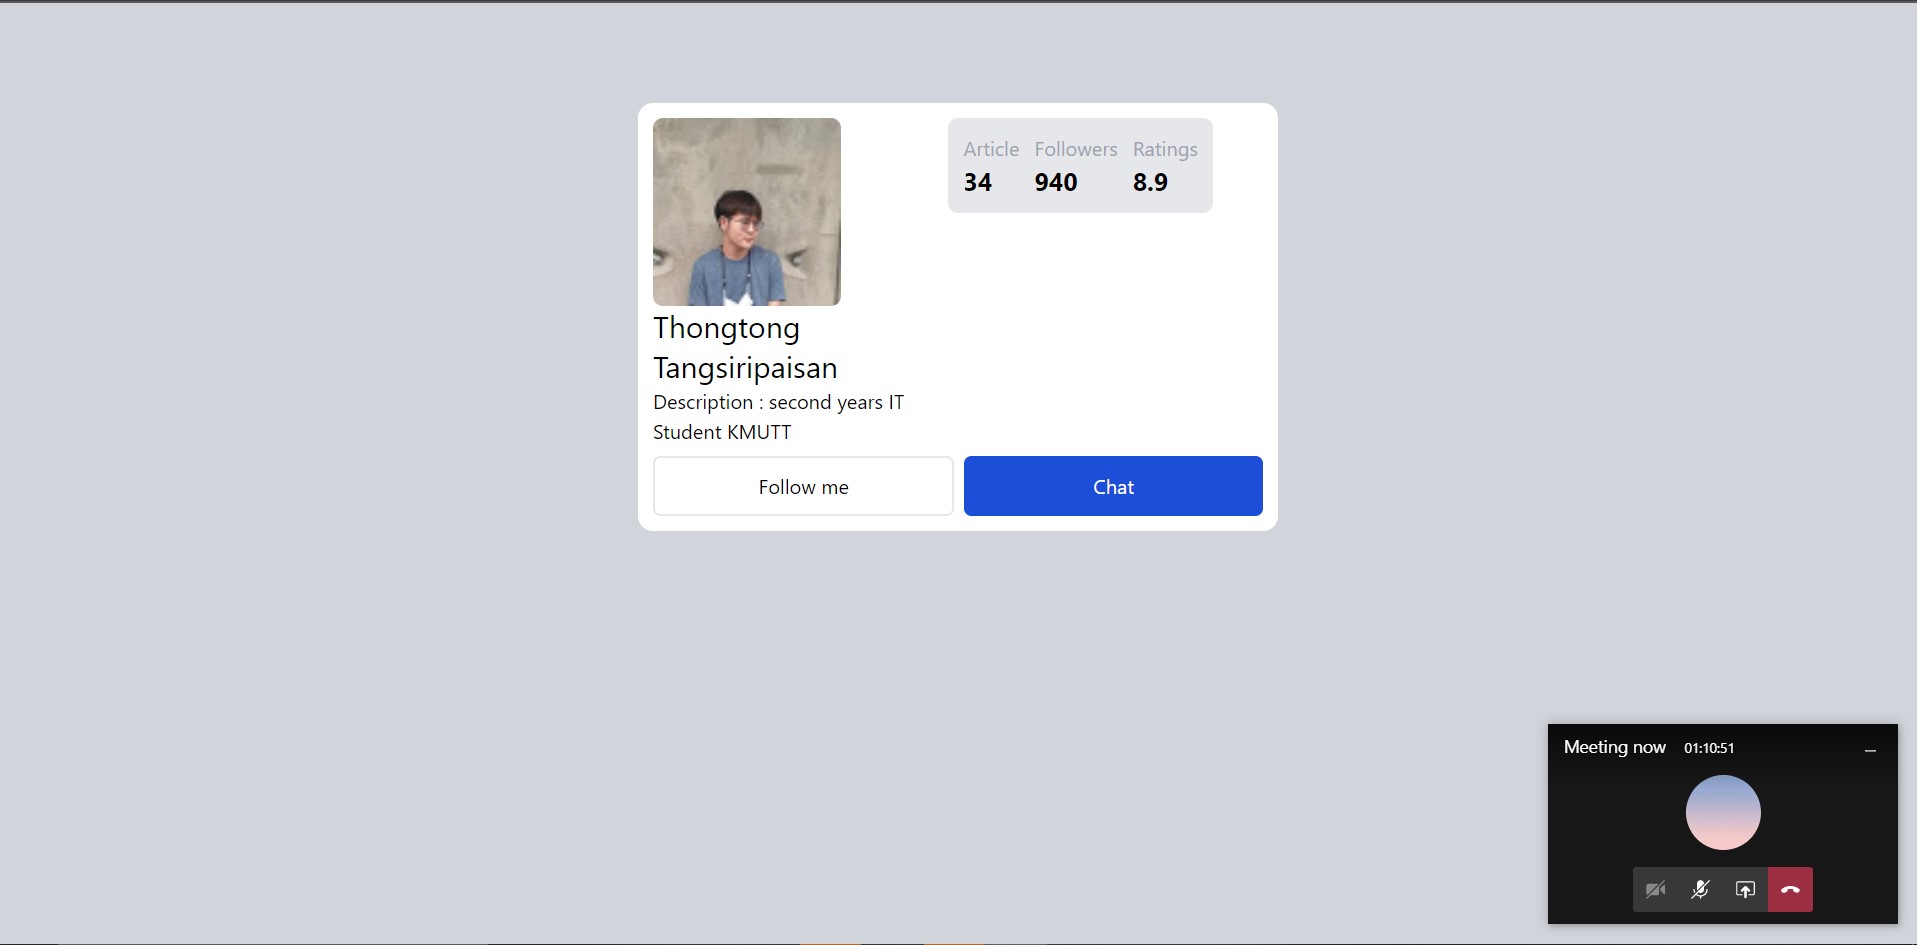 Article Followers Ratings
34 940 8.9
Thongtong
Tangsiripaisan
Description : second years IT
Student KMUTT
Follow me Chat
Meeting now 01:10:51